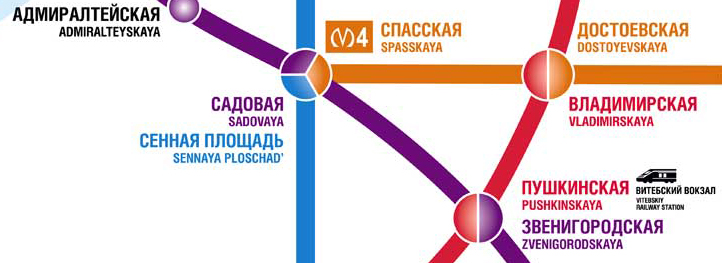 АДМИРАЛТЕЙСКАЯ
ADMIRALTEYSKAYA
4
СПАССКАЯ
SPASSKAYA
ДОСТОЕВСКАЯ
DOSTOYEVSKAYA
САДОВАЯ
SADOVAYA
СЕННАЯ ПЛОЩАДЬ
SENNAYA PLOSCHAD'
ВЛАДИМИРСКАЯ
VLADIMIRSKAYA
ПУШКИНСКАЯ
PUSHKINSKAYA
ВИТЕБСКИЙ ВОКЗАЛ
VITEBSKIY
RAILWAY STATION
ЗВЕНИГОРОДСКАЯ
ZVENIGORODSKAYA